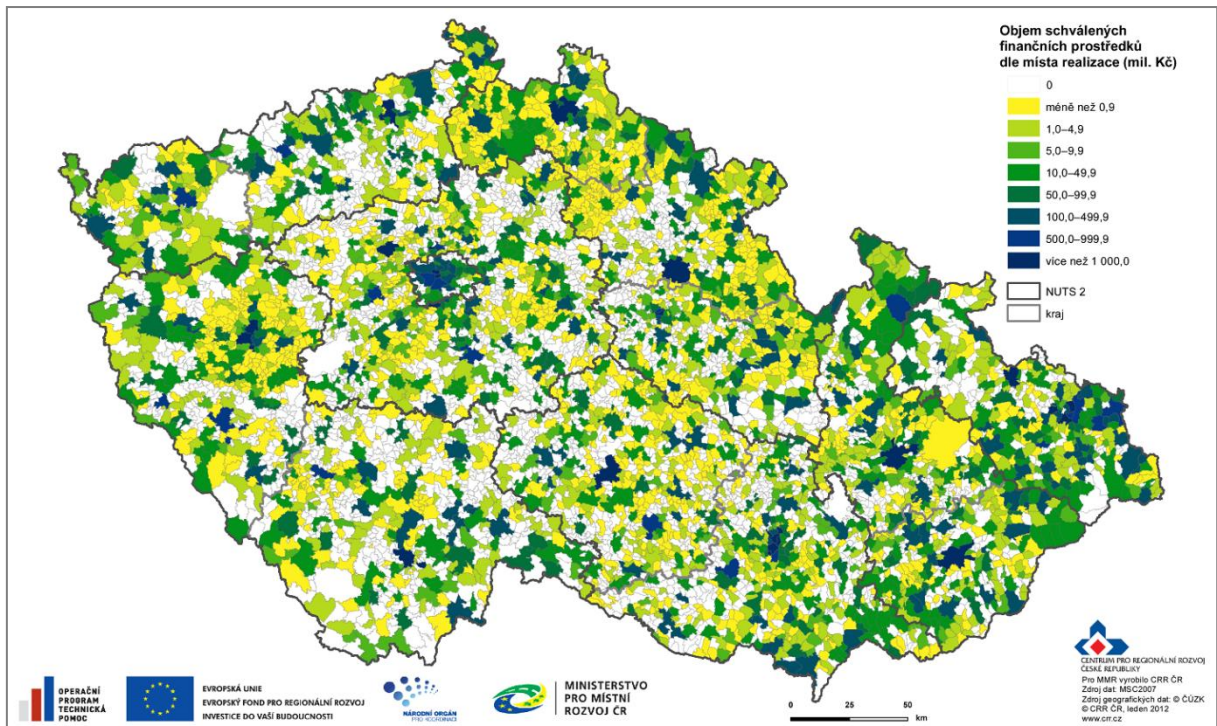 Objem schválených
finančních prostředků
dle místa realizace (mil. Kč)
0
méně než 0,9
1,0–4,9
5,0–9,9
10,0–49,9
50,0–99,9
100,0–499,9
500,0–999,9
více než 1 000,0
NUTS 2
kraj
OPERAČNÍ
PROGRAM
TECHNICKÁ
POMOC
EVROPSKÁ UNIE
EVROPSKÝ FOND PRO REGIONÁLNÍ ROZVOJ
INVESTICE DO VAŠÍ BUDOUCNOSTI
NÁRODNÍ ORGÁN
PRO KOORDINACI
MINISTERSTVO
PRO MÍSTNÍ
ROZVOJ ČR
0 25 50
km
CENTRUM PRO REGIONÁLNÍ ROZVOJ
ČESKÉ REPUBLIKY
Pro MMR vyrobilo CRR ČR
Zdroj dat: MSC2007
Zdroj geografických dat: © ČÚZK
© CRR ČR, leden 2012
www.crr.cz